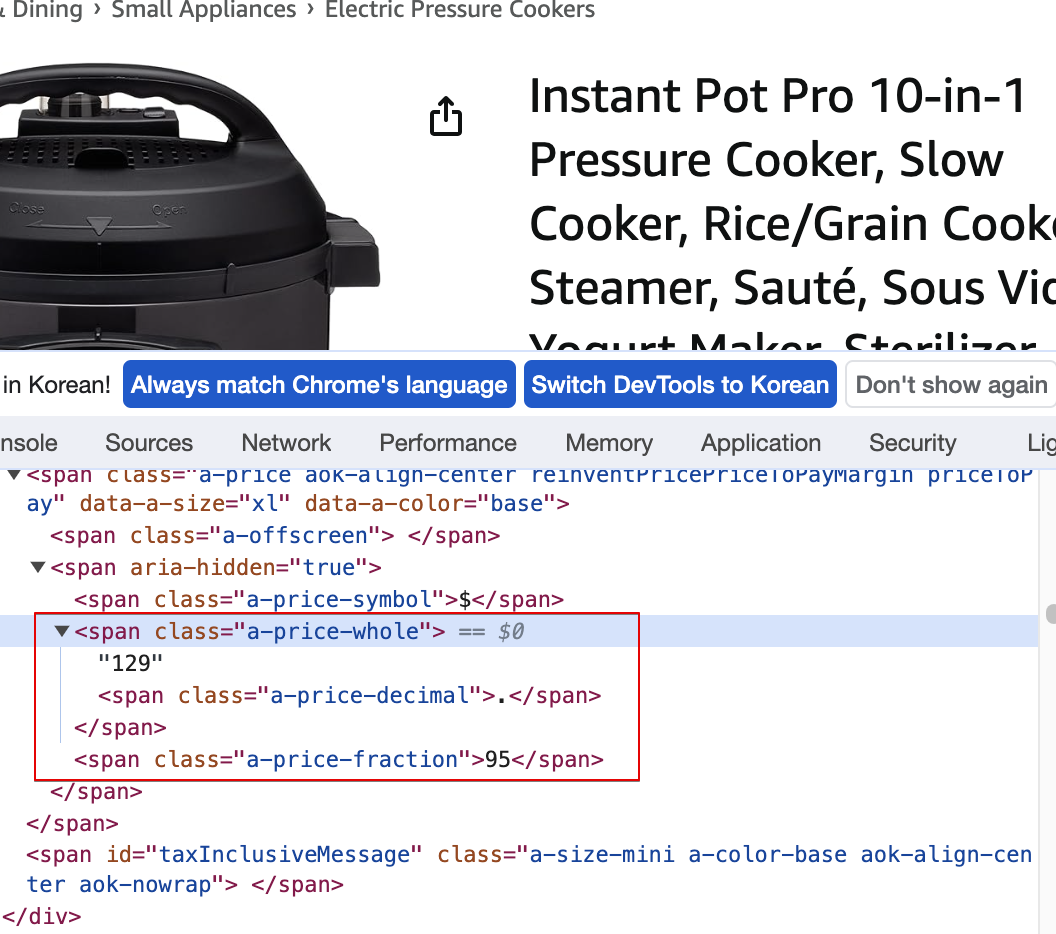 & Dining › Small Appliances › Electric Pressure Cookers
Close Open
Instant Pot Pro 10-in-1
Pressure Cooker, Slow
Cooker, Rice/Grain Cooke
Steamer, Sauté, Sous Vid
Yogurt Maker, Sterilizer
in Korean! Always match Chrome's language Switch DevTools to Korean Don't show again
nsole Sources Network Performance Memory Application Security Lig
▼<span class="a-price aok-align-center reinventPricePriceToPayMargin priceToP
ay" data-a-size="xl" data-a-color="base">
<span class="a-offscreen"> </span>
▼<span aria-hidden="true">
<span class="a-price-symbol">$</span>
▼<span class="a-price-whole"> == $0
"129"
<span class="a-price-decimal">.</span>
</span>
<span class="a-price-fraction">95</span>
</span>
</span>
<span id="taxInclusiveMessage" class="a-size-mini a-color-base aok-align-cen
ter aok-nowrap"> </span>
</div>